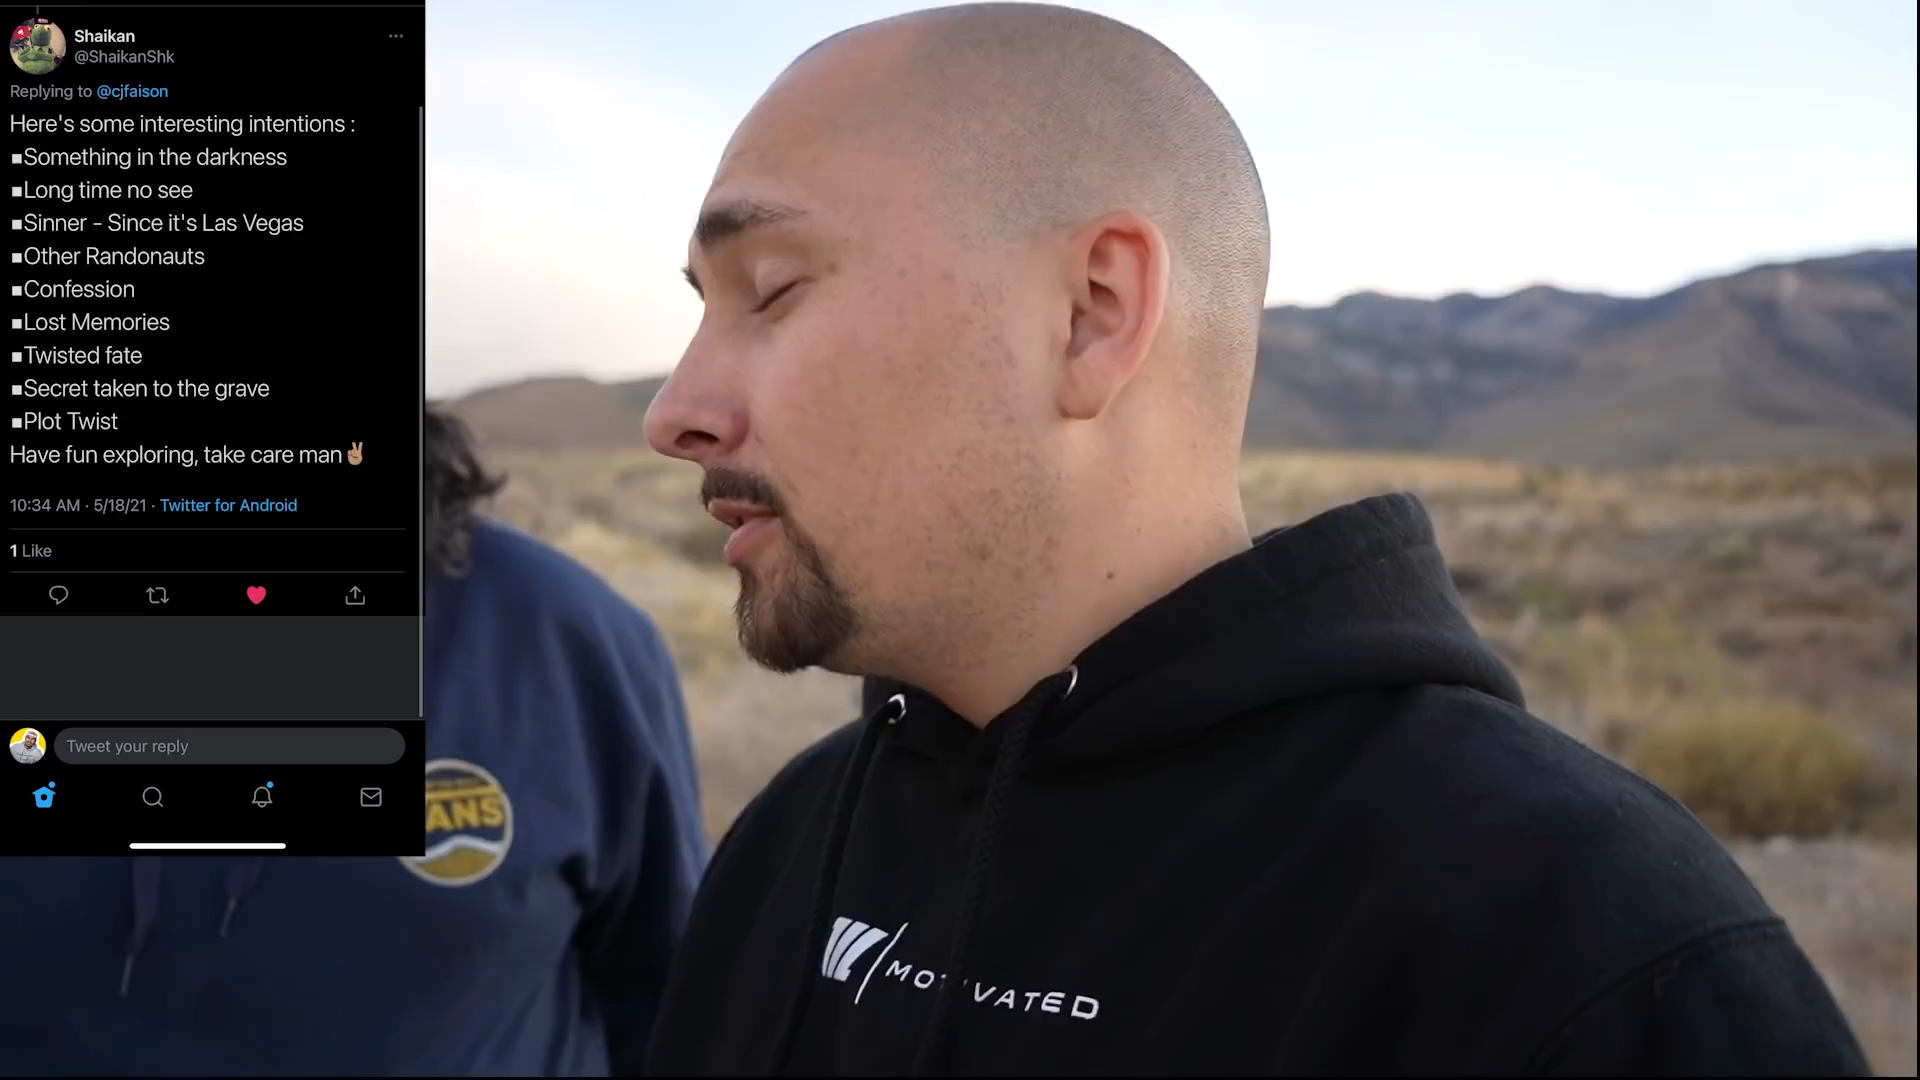 Shaikan
@ShaikanShk
Replying to @cjfaison
Here's some interesting intentions :
▪Something in the darkness
▪Long time no see
▪Sinner - Since it's Las Vegas
▪Other Randonauts
▪Confession
▪Lost Memories
▪Twisted fate
▪Secret taken to the grave
▪Plot Twist
Have fun exploring, take care man✌🏽
10:34 AM · 5/18/21 · Twitter for Android
1 Like
Tweet your reply
ANS
MOTIVATED